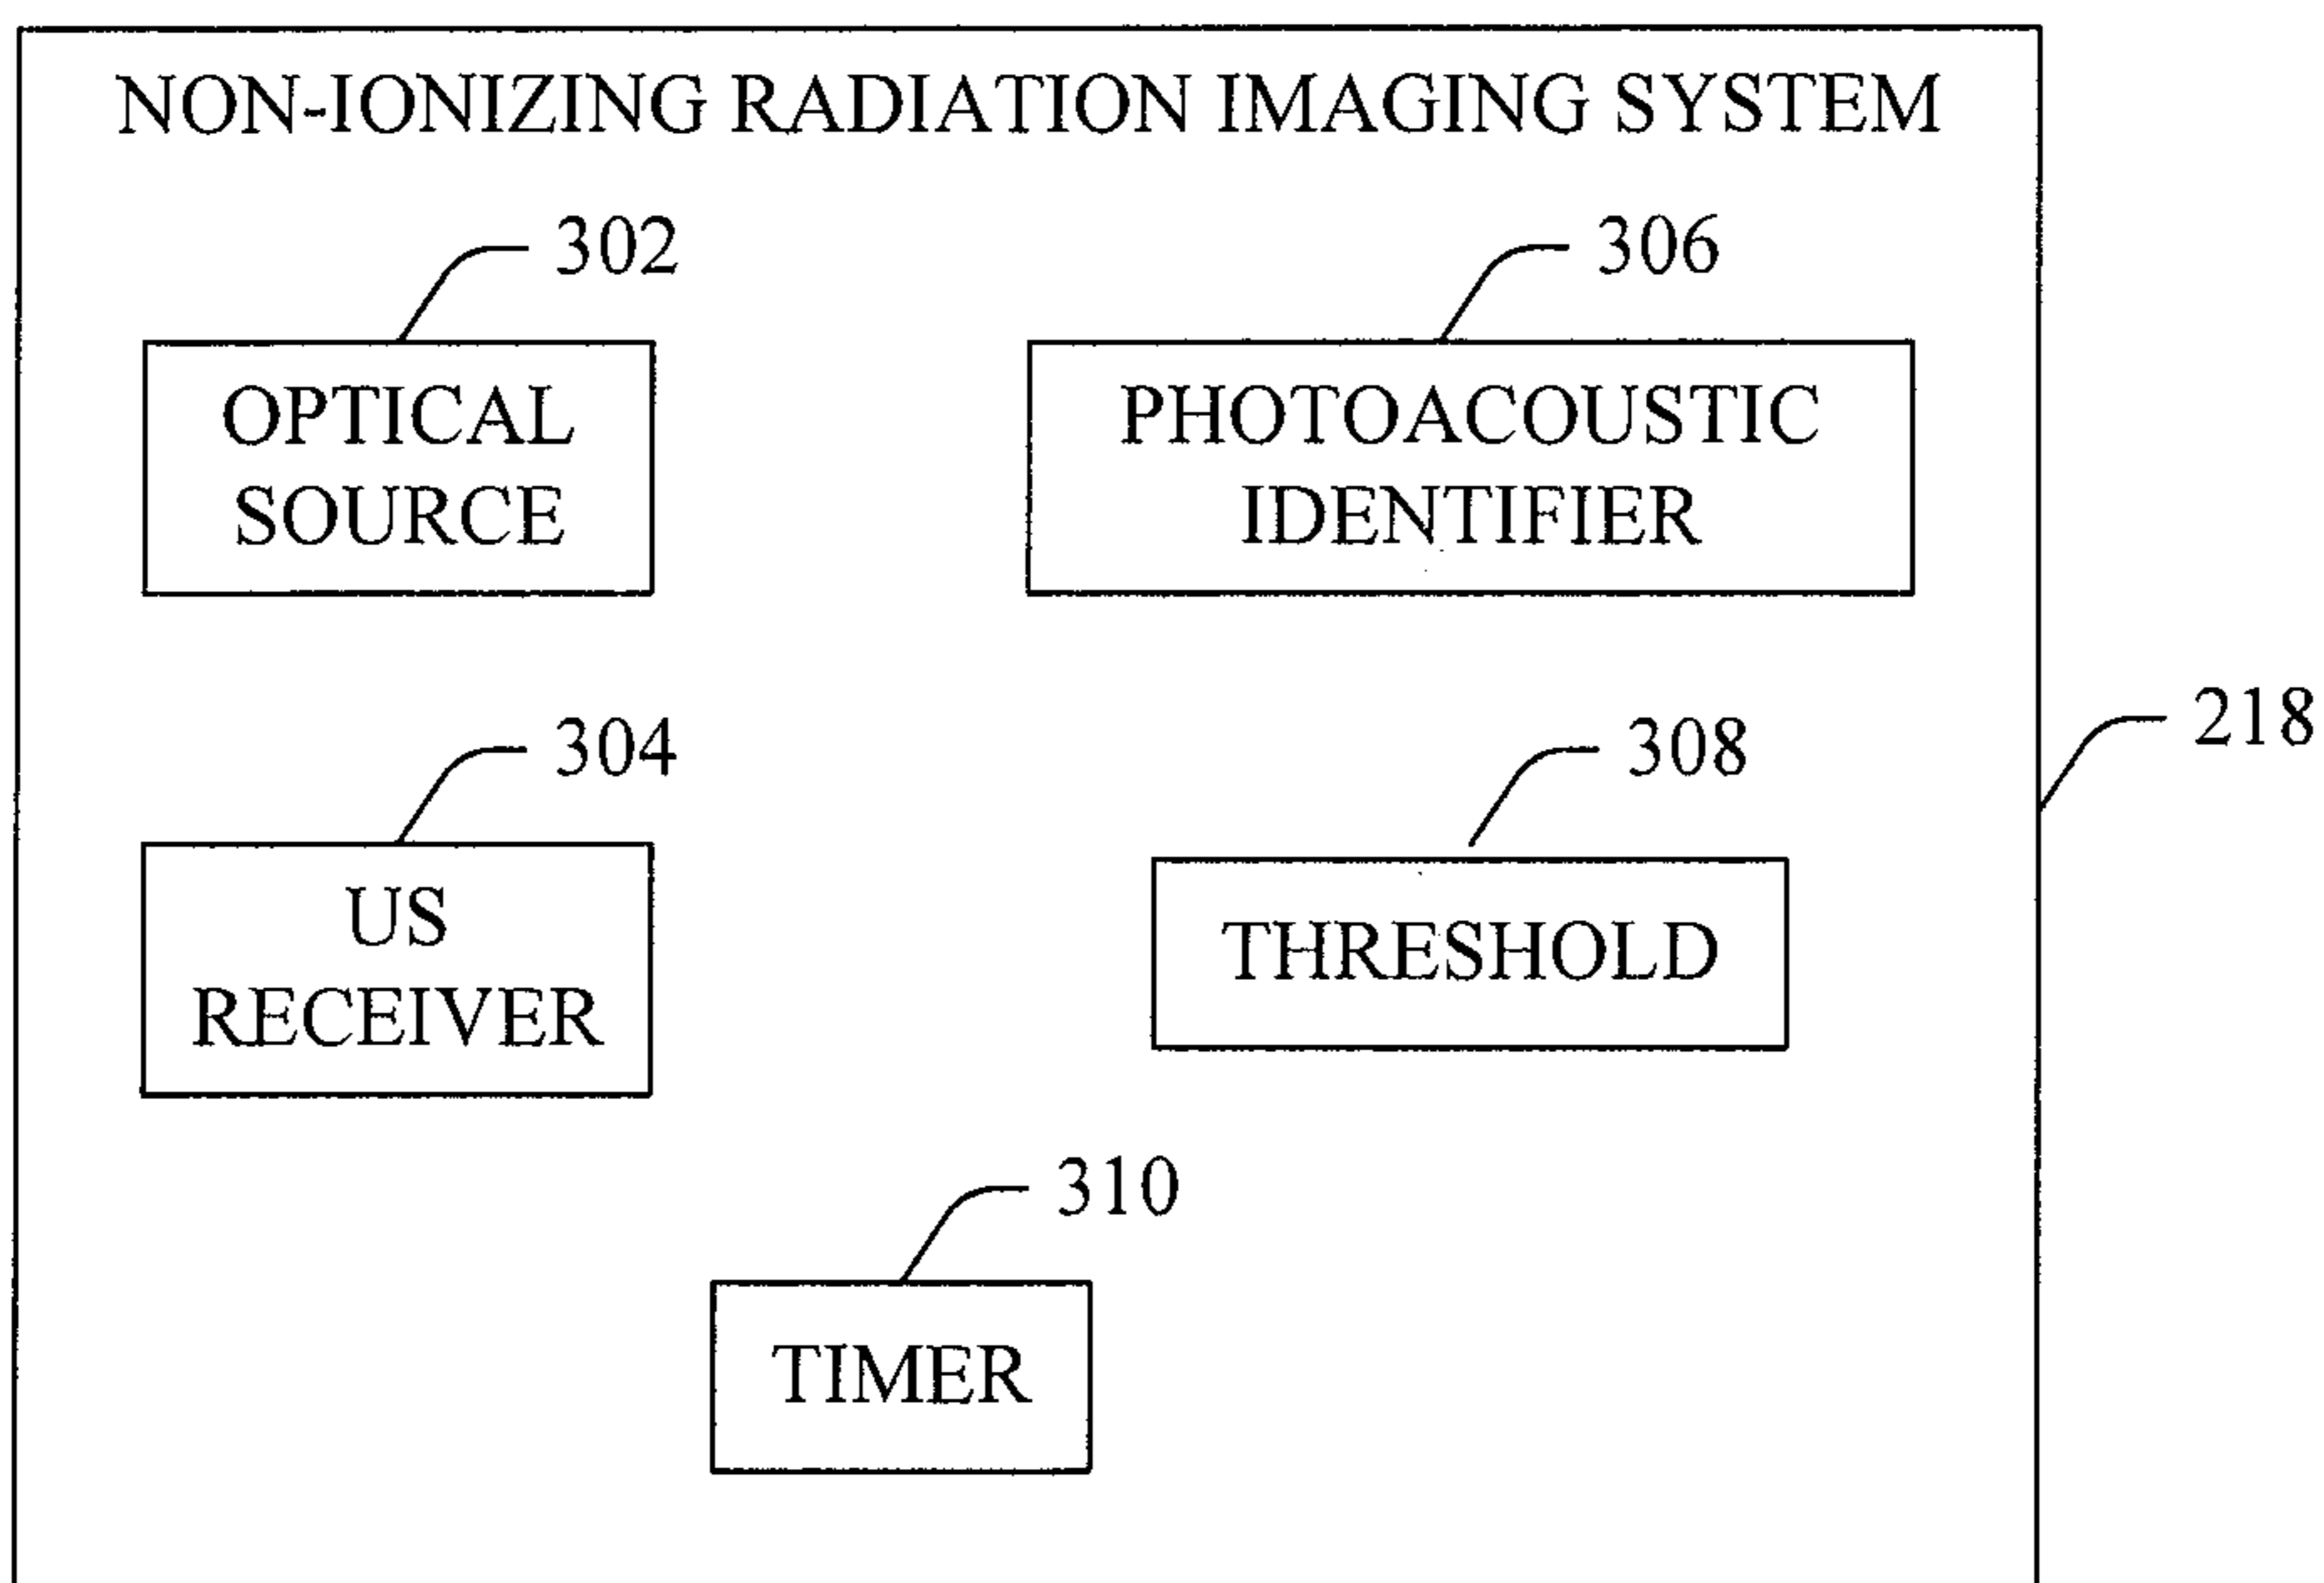 NON-IONIZING RADIATION IMAGING SYSTEM
302
306
OPTICAL
SOURCE
PHOTOACOUSTIC
IDENTIFIER
218
304
308
US
RECEIVER
THRESHOLD
310
TIMER